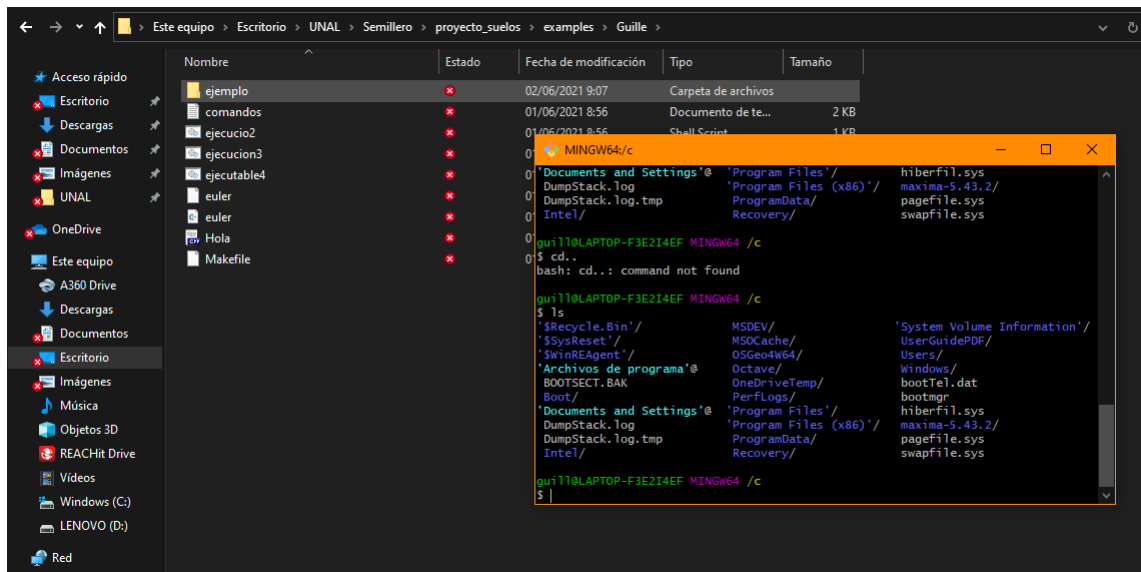 Este equipo > Escritorio > UNAL > Semillero > proyecto_suelos > examples > Guille >
Nombre Estado Fecha de modificación Tipo Tamaño
Acceso rápido
Escritorio
Descargas
Documentos
Imágenes
UNAL
OneDrive
Este equipo
A360 Drive
Descargas
Documentos
Escritorio
Imágenes
Música
Objetos 3D
REACHit Drive
Vídeos
Windows (C:)
LENOVO (D:)
Red
ejemplo 02/06/2021 9:07 Carpeta de archivos
comandos 01/06/2021 8:56 Documento de te... 2 KB
ejecucio2 01/06/2021 8:56 Shell Script 1 KB
ejecucion3
ejecutable4
euler
euler
Hola
Makefile
MINGW64:/c
'Documents and Settings'@ 'Program Files'/ hiberfil.sys
DumpStack.log 'Program Files (x86)'/ maxima-5.43.2/
DumpStack.log.tmp ProgramData/ pagefile.sys
Intel/ Recovery/ swapfile.sys
guill@LAPTOP-F3E2I4EF MINGW64 /c
$ cd..
bash: cd..: command not found
guill@LAPTOP-F3E2I4EF MINGW64 /c
$ ls
'$Recycle.Bin'/ MSDEV/ 'System Volume Information'/
'$SysReset'/ MSOCache/ UserGuidePDF/
'$WinREAgent'/ OSGeo4W64/ Users/
'Archivos de programa'@ Octave/ Windows/
BOOTSECT.BAK OneDriveTemp/ bootTel.dat
Boot/ PerfLogs/ bootmgr
'Documents and Settings'@ 'Program Files'/ hiberfil.sys
DumpStack.log 'Program Files (x86)'/ maxima-5.43.2/
DumpStack.log.tmp ProgramData/ pagefile.sys
Intel/ Recovery/ swapfile.sys
guill@LAPTOP-F3E2I4EF MINGW64 /c
$